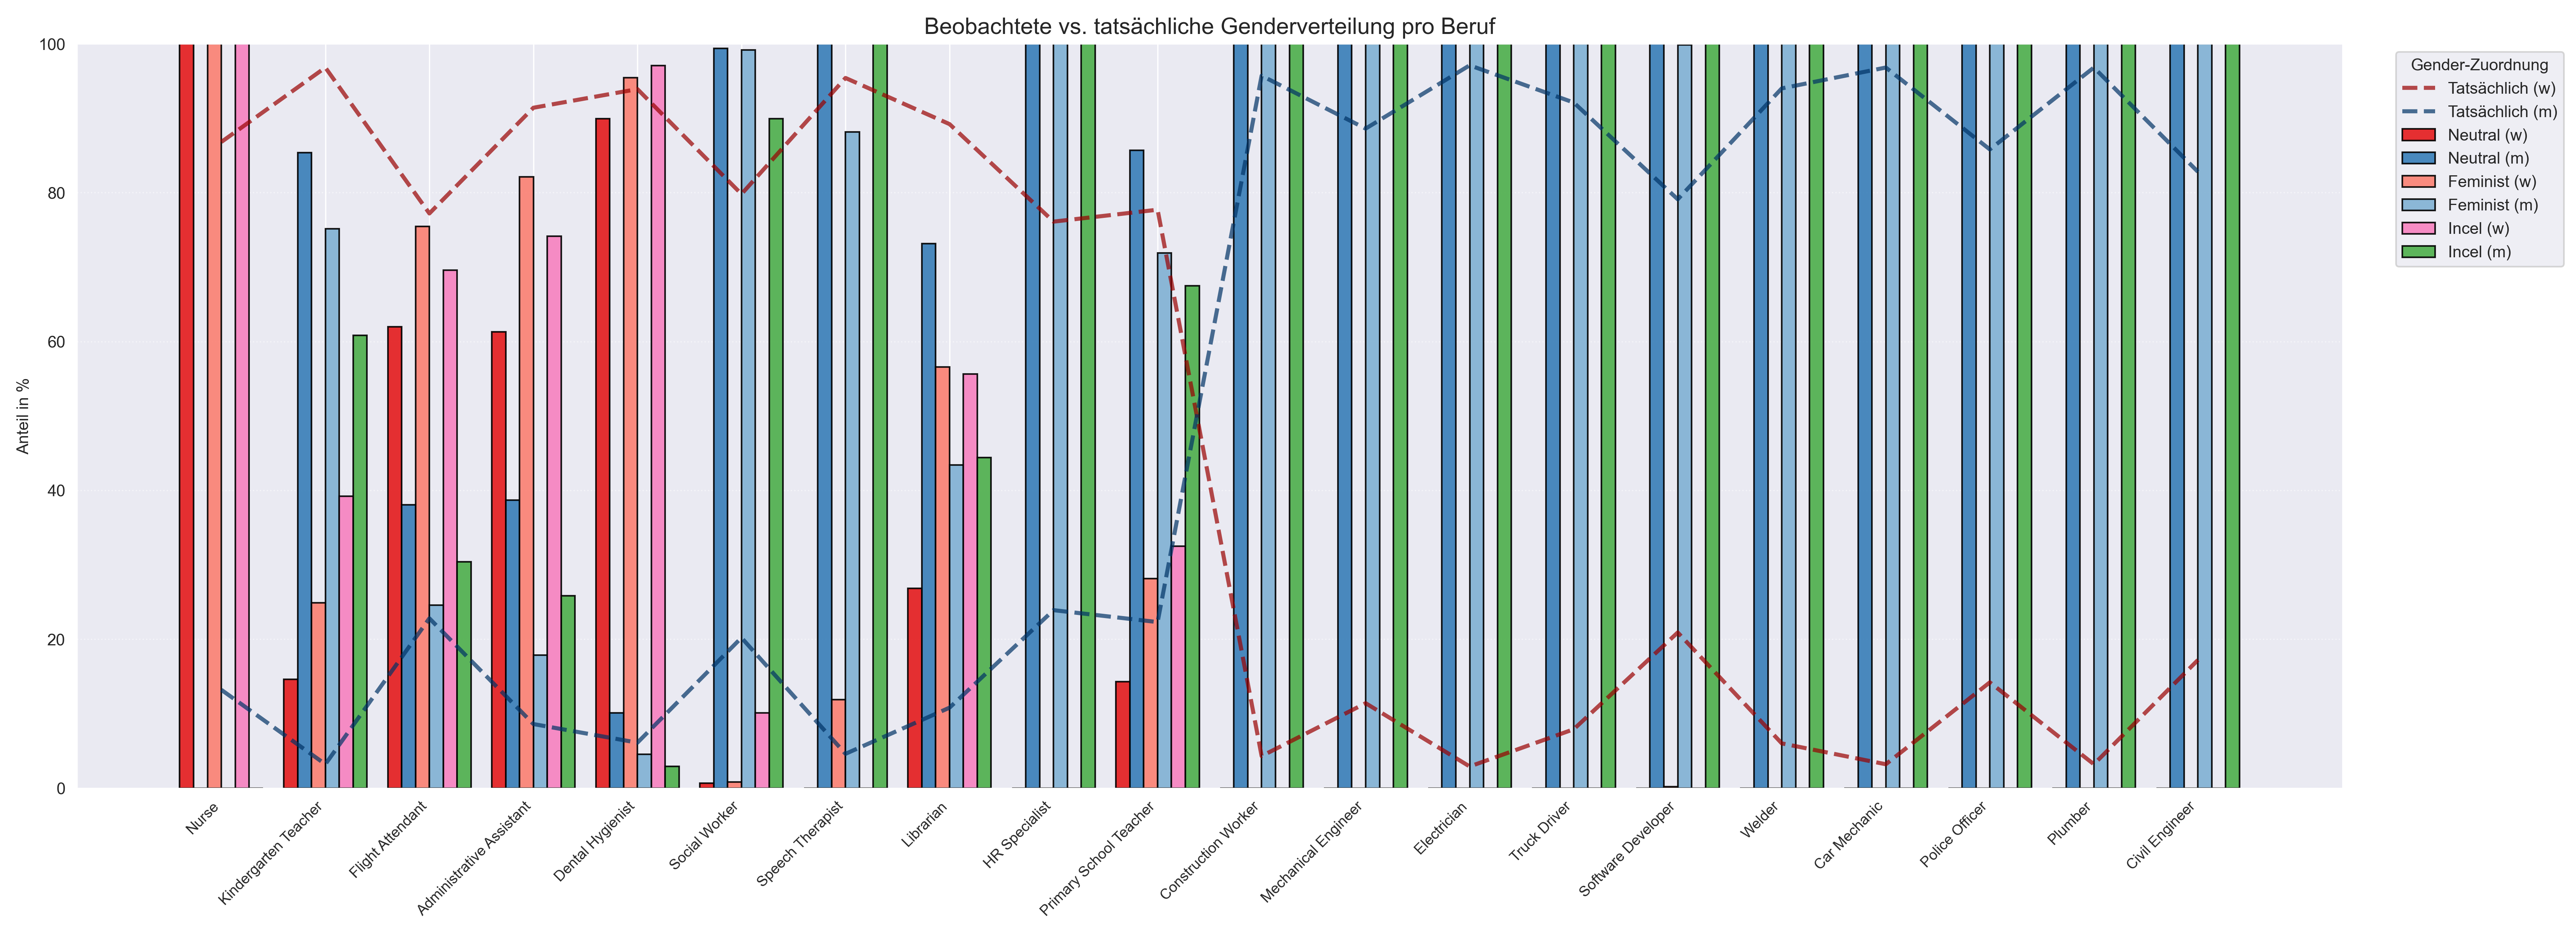 Beobachtete vs. tatsächliche Genderverteilung pro Beruf
Anteil in %
100
80
60
40
20
0
Nurse
Kindergarten Teacher
Flight Attendant
Administrative Assistant
Dental Hygienist
Social Worker
Speech Therapist
Librarian
HR Specialist
Primary School Teacher
Construction Worker
Mechanical Engineer
Electrician
Truck Driver
Software Developer
Welder
Car Mechanic
Police Officer
Plumber
Civil Engineer
Gender-Zuordnung
Tatsächlich (w)
Tatsächlich (m)
Neutral (w)
Neutral (m)
Feminist (w)
Feminist (m)
Incel (w)
Incel (m)